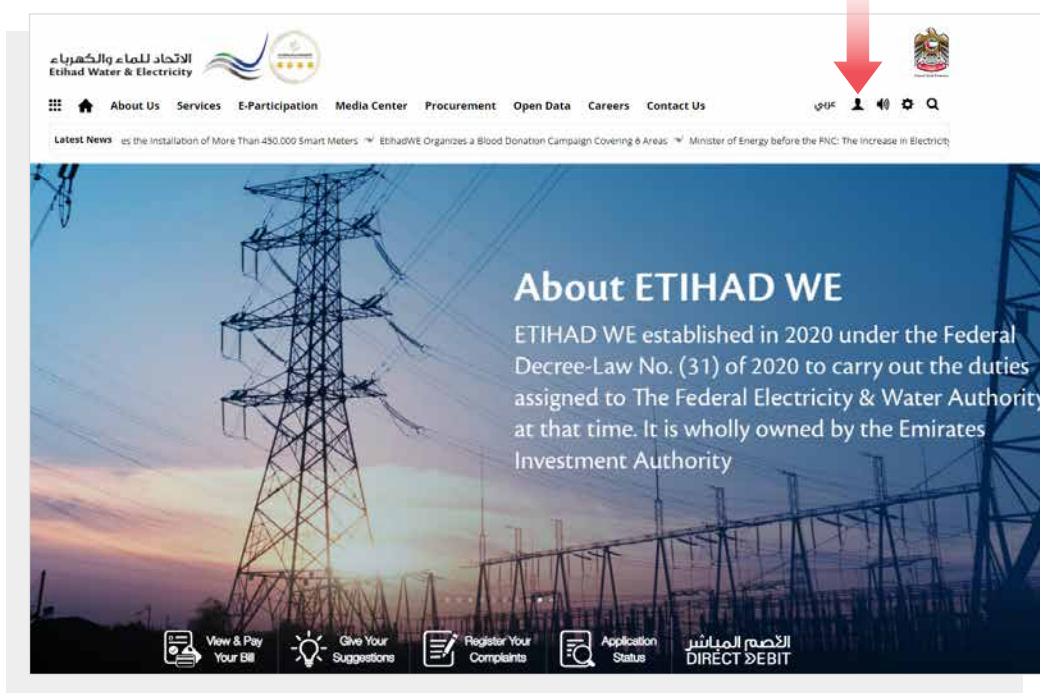 الاتحاد للماء والكهرباء
Etihad Water & Electricity
About Us Services E-Participation Media Center Procurement Open Data Careers Contact Us عربي
Latest News es the Installation of More Than 450.000 Smart Meters EtihadWE Organizes a Blood Donation Campaign Covering 6 Areas Minister of Energy before the FNC: The Increase in Electricity
About ETIHAD WE
ETIHAD WE established in 2020 under the Federal
Decree-Law No. (31) of 2020 to carry out the duties
assigned to The Federal Electricity & Water Authority
at that time. It is wholly owned by the Emirates
Investment Authority
View & Pay
Your Bill
Give Your
Suggestions
Register Your
Complaints
Application
Status
الخصم المباشر
DIRECT DEBIT